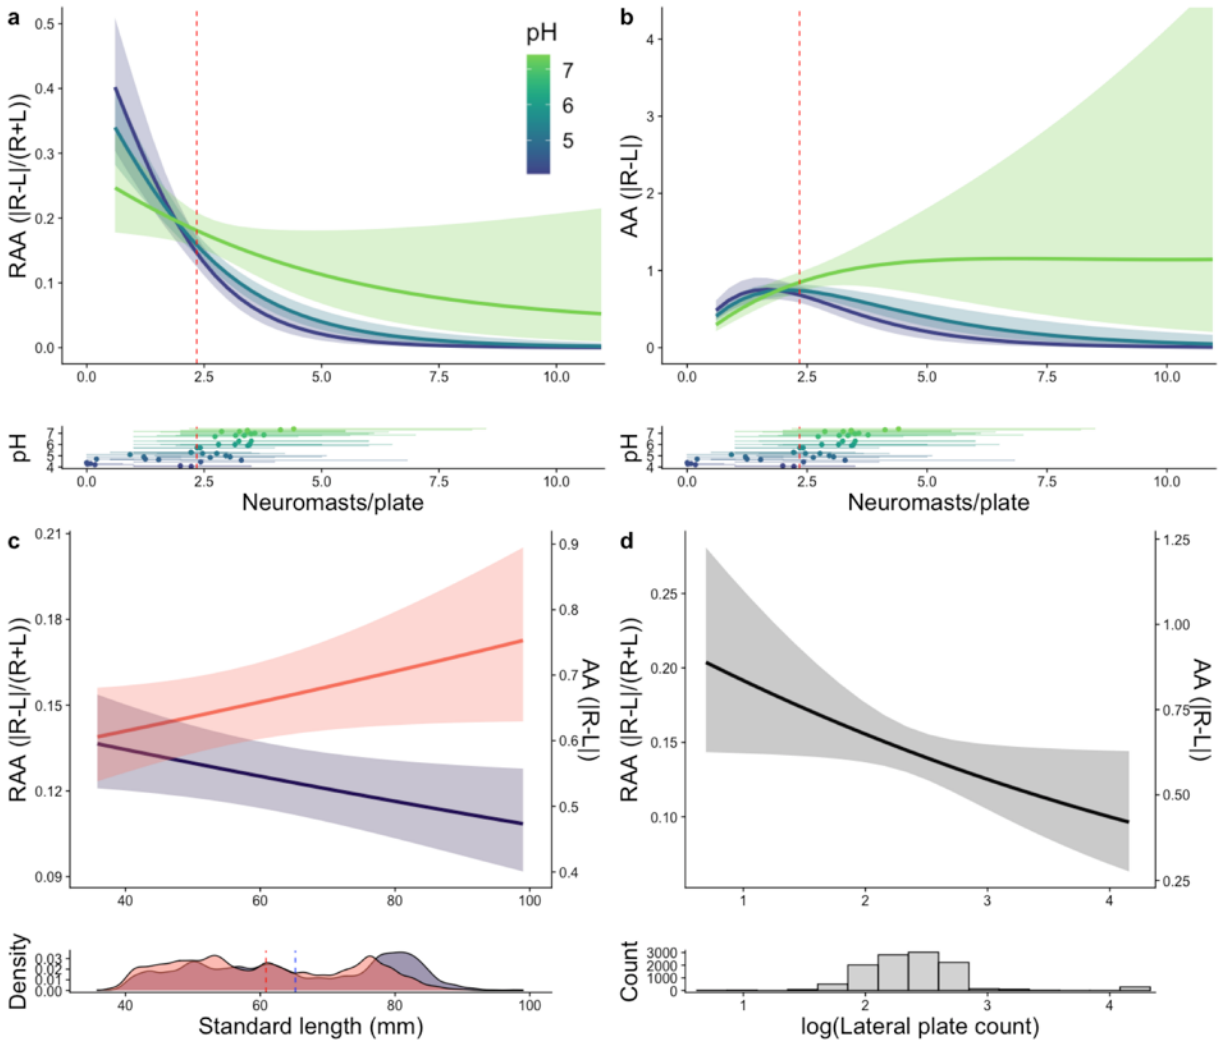 a
RAA (|R-L|/(R+L))
0.5
0.4
0.3
0.2
0.1
0.0
0.0 2.5 5.0 7.5 10.0
pH
7
6
5
b
AA (|R-L|)
4
3
2
1
0
0.0 2.5 5.0 7.5 10.0
pH
7
6
5
4
0.0 2.5 5.0 7.5 10.0
Neuromasts/plate
pH
7
6
5
4
0.0 2.5 5.0 7.5 10.0
Neuromasts/plate
c
RAA (|R-L|/(R+L))
0.21
0.18
0.15
0.12
0.09
40 60 80 100
0.9
0.8
0.7
0.6
0.5
0.4
AA (|R-L|)
d
RAA (|R-L|/(R+L))
0.25
0.20
0.15
0.10
1 2 3 4
1.25
1.00
0.75
0.50
0.25
AA (|R-L|)
Density
0.03
0.02
0.01
0.00
40 60 80 100
Standard length (mm)
Count
3000
2000
1000
0
1 2 3 4
log(Lateral plate count)